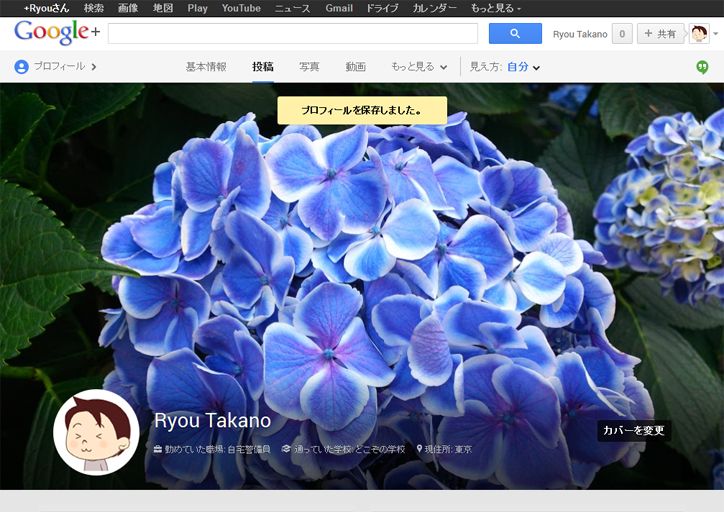 +Ryouさん 検索 画像 地図 Play YouTube ニュース Gmail ドライブ カレンダー もっと見る
Google+ Ryou Takano 0 + 共有
プロフィール 基本情報 投稿 写真 動画 もっと見る 見え方: 自分
プロフィールを保存しました。
Ryou Takano
カバーを変更
勤めていた職場: 自宅警備員 通っていた学校: どこぞの学校 現住所: 東京